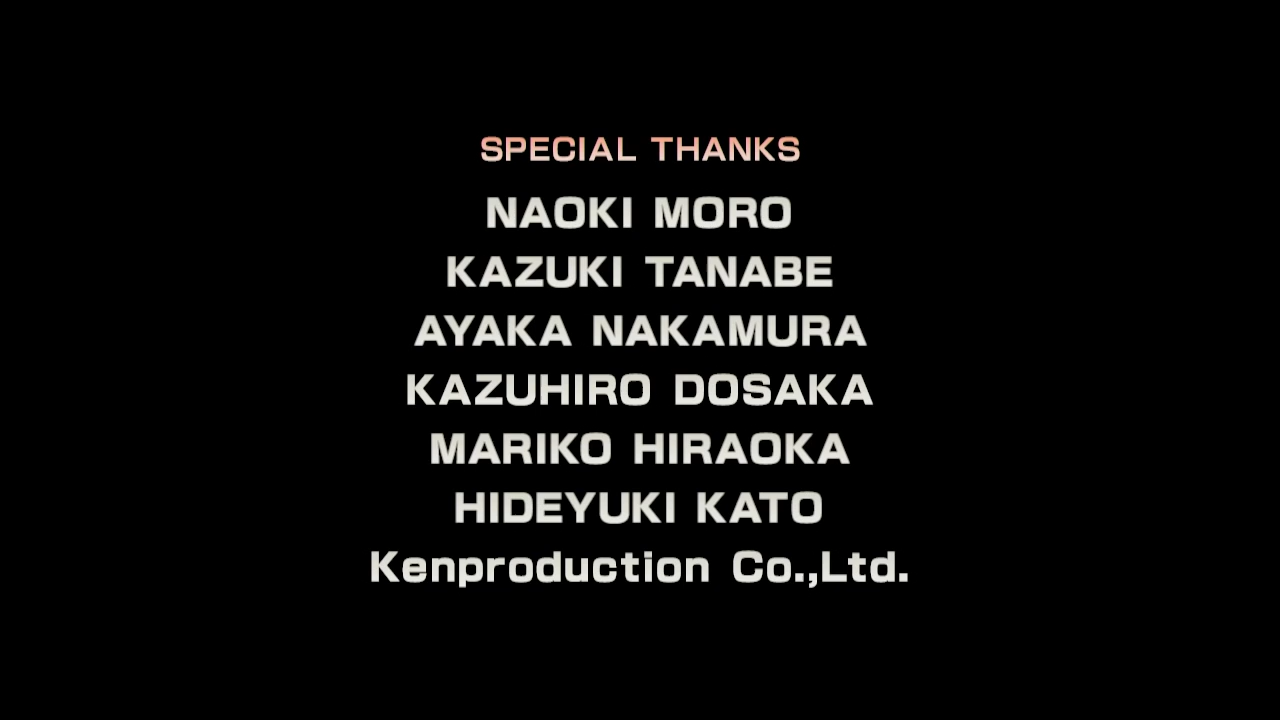 SPECIAL THANKS
NAOKI MORO
KAZUKI TANABE
AYAKA NAKAMURA
KAZUHIRO DOSAKA
MARIKO HIRAOKA
HIDEYUKI KATO
Kenproduction Co.,Ltd.